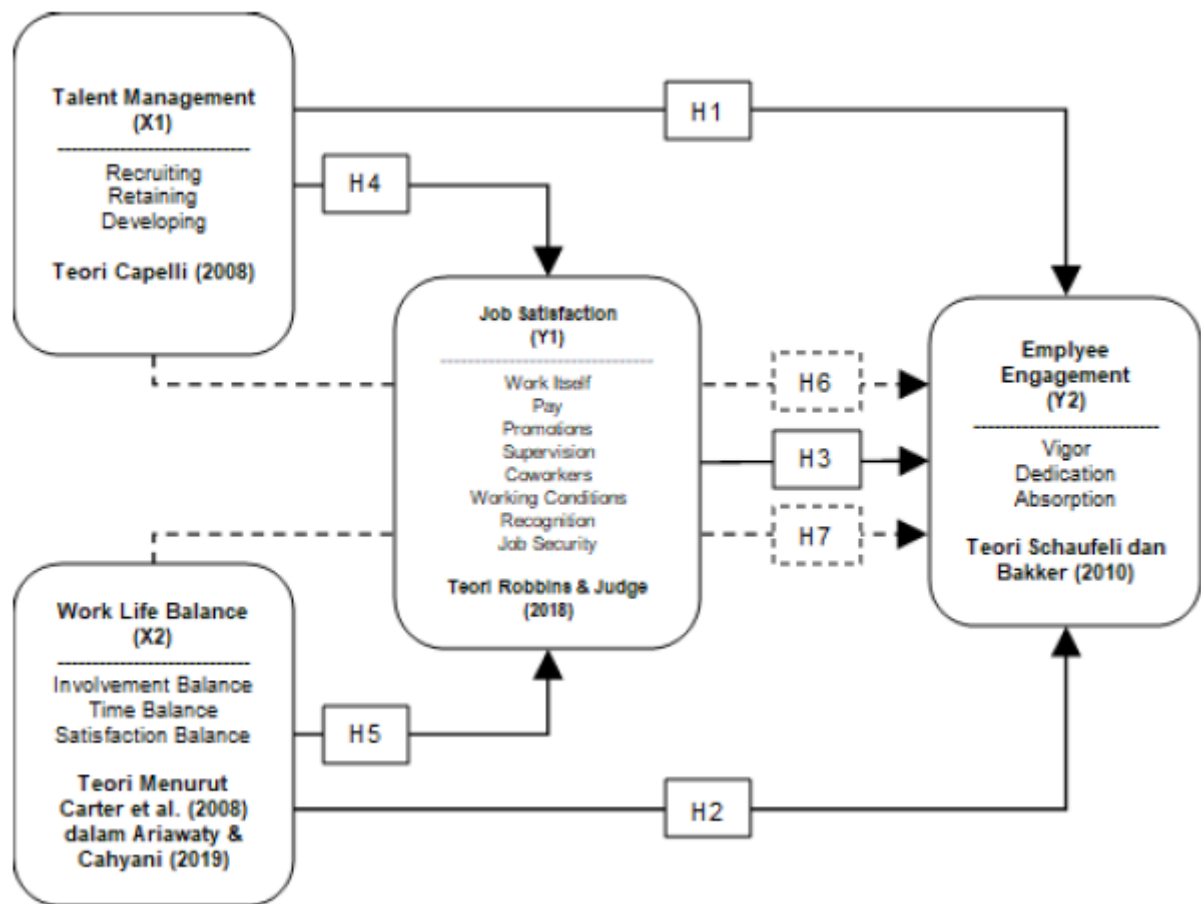 Talent Management
(X1)
Recruiting
Retaining
Developing
Teori Capelli (2008)
H1
H4
Job Satisfaction
(Y1)
Work Itself
Pay
Promotions
Supervision
Coworkers
Working Conditions
Recognition
Job Security
Teori Robbins & Judge
(2018)
H6
H3
H7
Emplyee
Engagement
(Y2)
Vigor
Dedication
Absorption
Teori Schaufeli dan
Bakker (2010)
Work Life Balance
(X2)
Involvement Balance
Time Balance
Satisfaction Balance
Teori Menurut
Carter et al. (2008)
dalam Ariawaty &
Cahyani (2019)
H5
H2